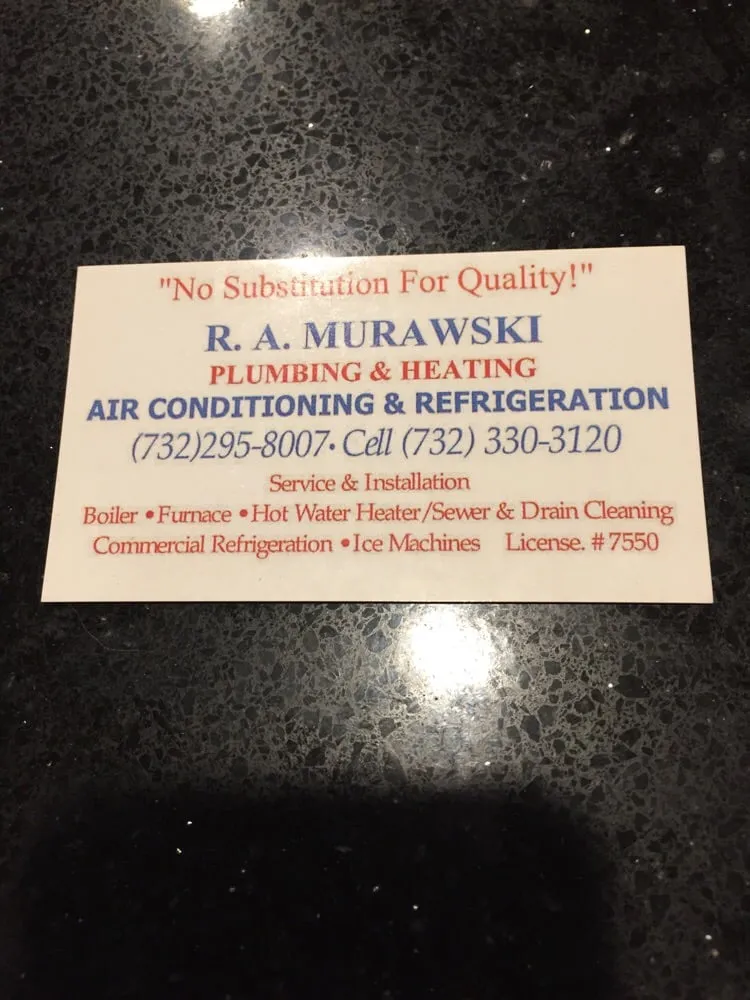 "No Substitution For Quality!"
R. A. MURAWSKI
PLUMBING & HEATING
AIR CONDITIONING & REFRIGERATION
(732)295-8007• Cell (732) 330-3120
Service & Installation
Boiler • Furnace • Hot Water Heater/Sewer & Drain Cleaning
Commercial Refrigeration • Ice Machines License. # 7550